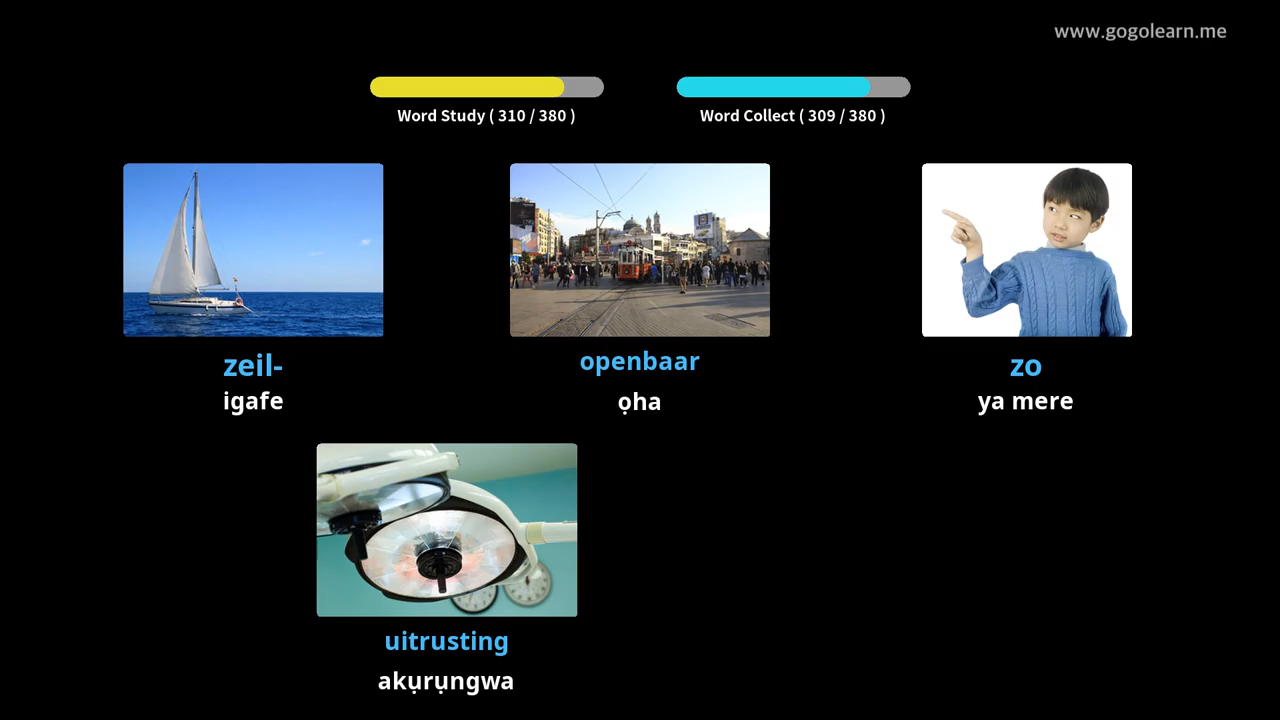 www.gogolearn.me
Word Study ( 310 / 380 )
Word Collect ( 309 / 380 )
zeil-
igafe
openbaar
ọha
zo
ya mere
uitrusting
akụrụngwa